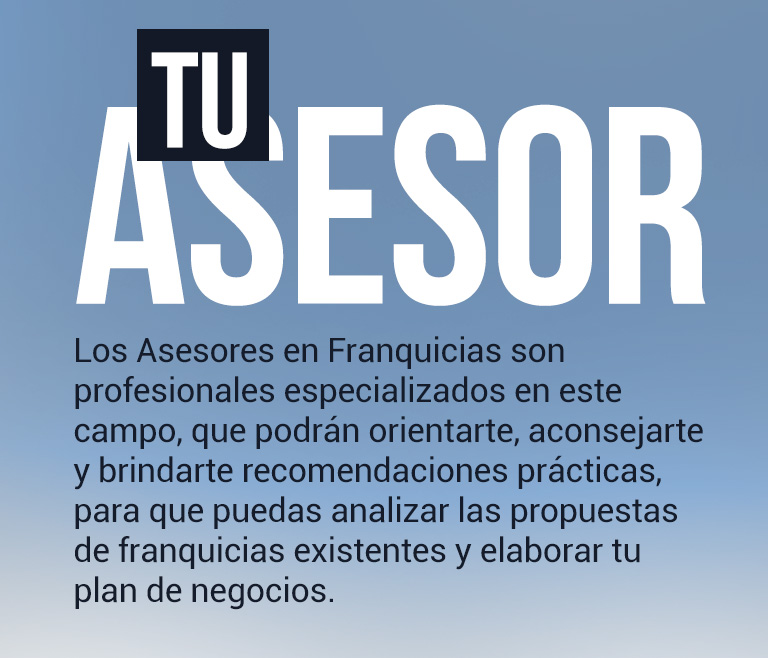 TU
ASESOR
Los Asesores en Franquicias son
profesionales especializados en este
campo, que podrán orientarte, aconsejarte
y brindarte recomendaciones prácticas,
para que puedas analizar las propuestas
de franquicias existentes y elaborar tu
plan de negocios.